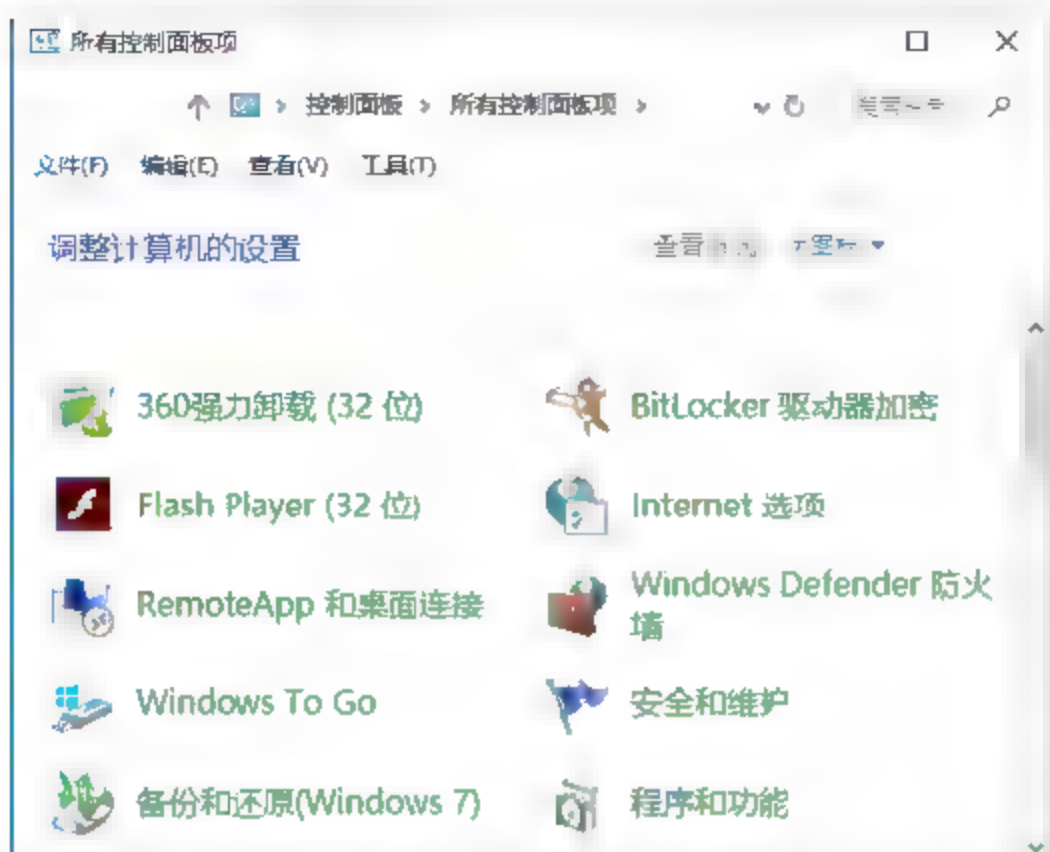 所有控制面板项
控制面板 > 所有控制面板项 >
文件(F) 编辑(E) 查看(V) 工具(T)
调整计算机的设置
查看
360强力卸载 (32 位)
BitLocker 驱动器加密
Flash Player (32 位)
Internet 选项
RemoteApp 和桌面连接
Windows Defender 防火
墙
Windows To Go
安全和维护
备份和还原(Windows 7)
程序和功能